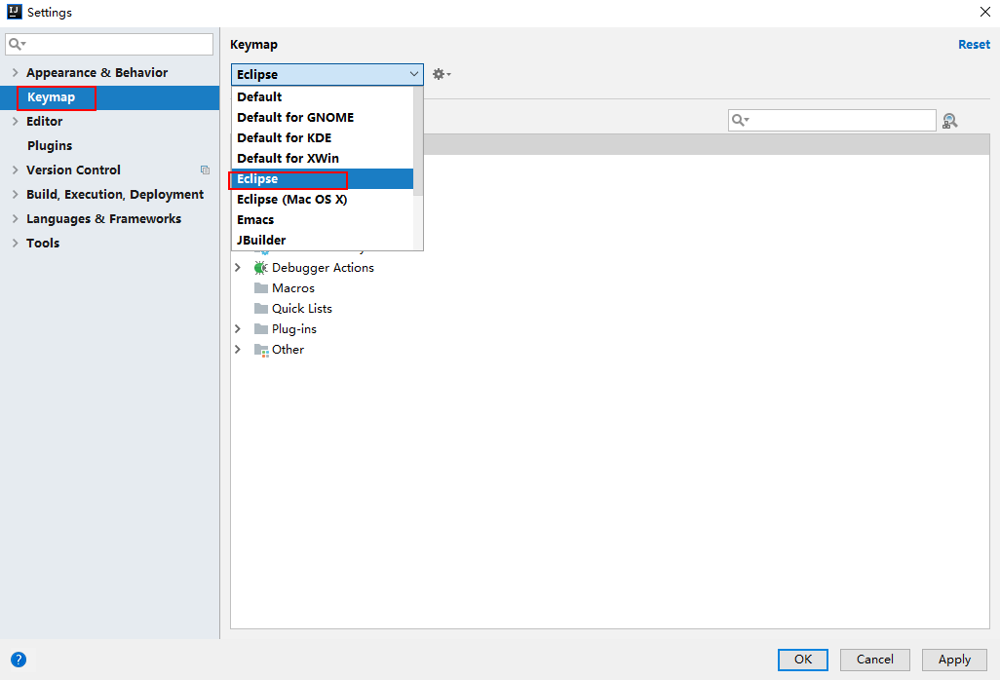 Settings
Keymap
Reset
Appearance & Behavior
Keymap
Editor
Plugins
Version Control
Build, Execution, Deployment
Languages & Frameworks
Tools
Eclipse
Default
Default for GNOME
Default for KDE
Default for XWin
Eclipse
Eclipse (Mac OS X)
Emacs
JBuilder
Debugger Actions
Macros
Quick Lists
Plug-ins
Other
?
OK
Cancel
Apply